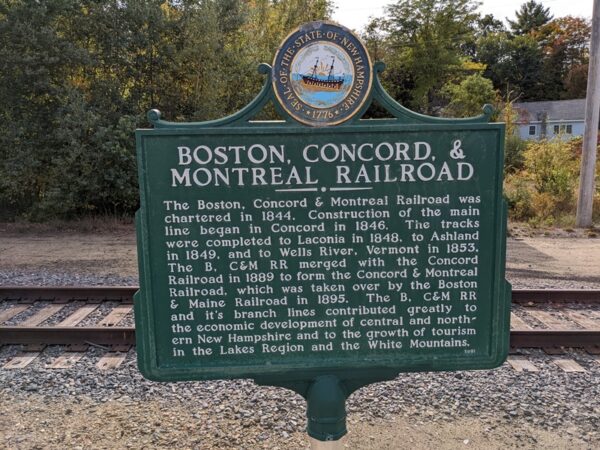 SEAL·OF·THE·STATE·OF·NEW HAMPSHIRE
·1776·
BOSTON, CONCORD, &
MONTREAL RAILROAD
The Boston, Concord & Montreal Railroad was
chartered in 1844. Construction of the main
line began in Concord in 1846. The tracks
were completed to Laconia in 1848, to Ashland
in 1849, and to Wells River, Vermont in 1853.
The B, C&M RR merged with the Concord
Railroad in 1889 to form the Concord & Montreal
Railroad, which was taken over by the Boston
& Maine Railroad in 1895. The B, C&M RR
and it's branch lines contributed greatly to
the economic development of central and north-
ern New Hampshire and to the growth of tourism
in the Lakes Region and the White Mountains.